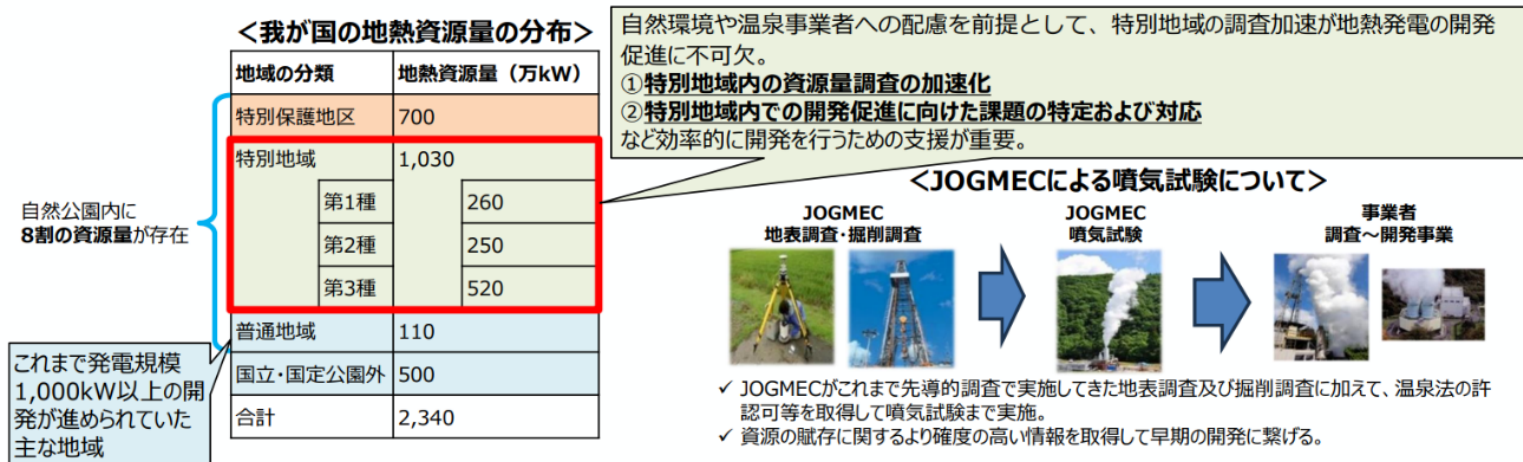 <我が国の地熱資源量の分布>
地域の分類 地熱資源量（万kW）
特別保護地区 700
特別地域 1,030
第1種 260
第2種 250
第3種 520
普通地域 110
国立・国定公園外 500
合計 2,340
自然公園内に
8割の資源量が存在
これまで発電規模
1,000kW以上の開
発が進められていた
主な地域
自然環境や温泉事業者への配慮を前提として、特別地域の調査加速が地熱発電の開発
促進に不可欠。
①特別地域内の資源量調査の加速化
②特別地域内での開発促進に向けた課題の特定および対応
など効率的に開発を行うための支援が重要。
<JOGMECによる噴気試験について>
JOGMEC
地表調査・掘削調査
JOGMEC
噴気試験
事業者
調査～開発事業
✓ JOGMECがこれまで先導的調査で実施してきた地表調査及び掘削調査に加えて、温泉法の許
認可等を取得して噴気試験まで実施。
✓ 資源の賦存に関するより確度の高い情報を取得して早期の開発に繋げる。